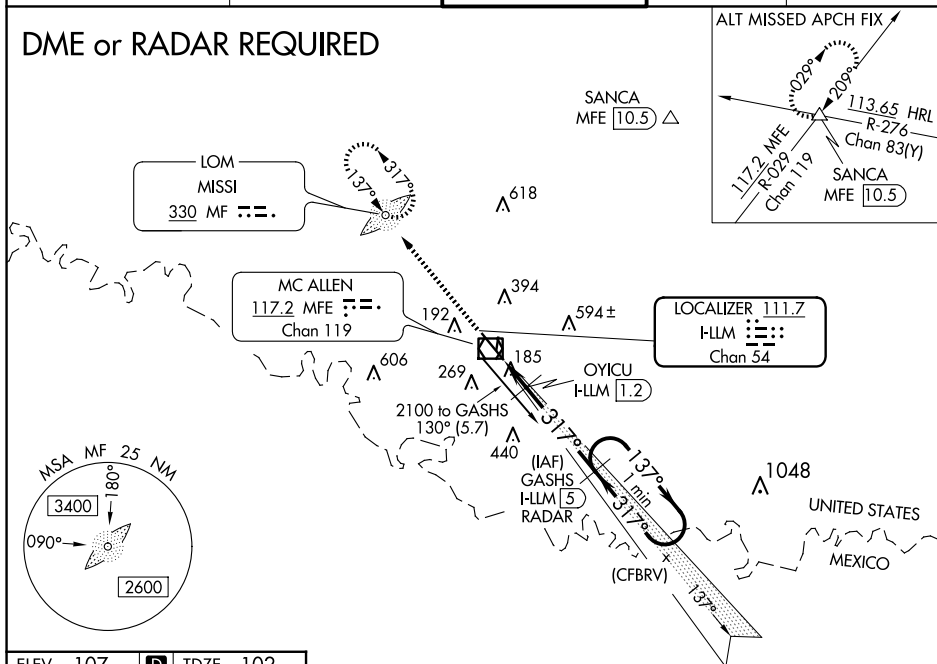 DME or RADAR REQUIRED
ALT MISSED APCH FIX
029°
209°
113.65 HRL
R-276
Chan 83(Y)
117.2 MFE
R-029
Chan 119
SANCA
MFE 10.5
SANCA
MFE 10.5
LOM
MISSI
330 MF
317°
137°
618
MC ALLEN
117.2 MFE
Chan 119
394
192
594±
LOCALIZER 111.7
I-LLM
Chan 54
606
269
185
OYICU
I-LLM 1.2
2100 to GASHS
130° (5.7)
440
317°
(IAF)
GASHS
I-LLM 5
RADAR
137°
1 min
317°
1048
UNITED STATES
MEXICO
(CFBRV)
137°
MSA MF 25 NM
180°
3400
090°
2600
ELEV 107 D TDZE 102